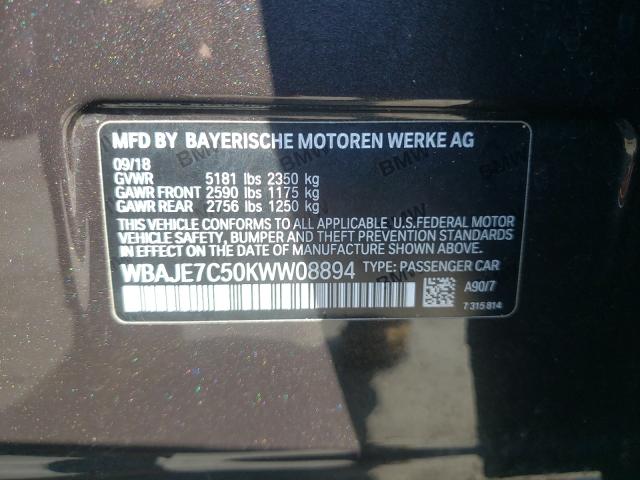 MFD BY BAYERISCHE MOTOREN WERKE AG
09/18
GVWR 5181 lbs 2350 kg
GAWR FRONT 2590 lbs 1175 kg
GAWR REAR 2756 lbs 1250 kg
THIS VEHICLE CONFORMS TO ALL APPLICABLE U.S.FEDERAL MOTOR
VEHICLE SAFETY, BUMPER AND THEFT PREVENTION STANDARDS
IN EFFECT ON THE DATE OF MANUFACTURE SHOWN ABOVE.
WBAJE7C50KWW08894 TYPE: PASSENGER CAR
A90/7
7 315 814